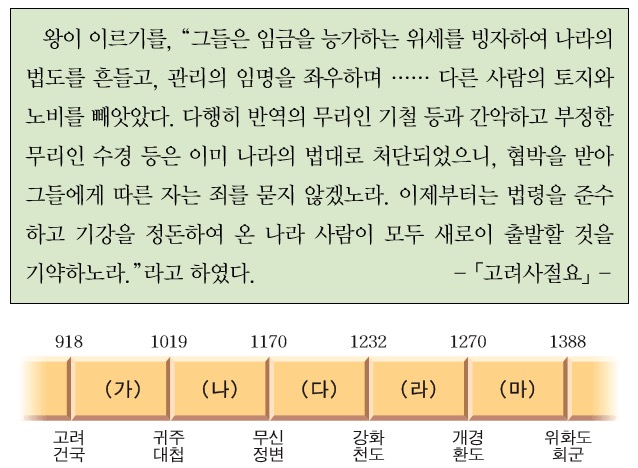 왕이 이르기를, “그들은 임금을 능가하는 위세를 빙자하여 나라의
법도를 흔들고, 관리의 임명을 좌우하며 …… 다른 사람의 토지와
노비를 빼앗았다. 다행히 반역의 무리인 기철 등과 간악하고 부정한
무리인 수경 등은 이미 나라의 법대로 처단되었으니, 협박을 받아
그들에게 따른 자는 죄를 묻지 않겠노라. 이제부터는 법령을 준수
하고 기강을 정돈하여 온 나라 사람이 모두 새로이 출발할 것을
기약하노라.”라고 하였다. －「고려사절요」－
918 1019 1170 1232 1270 1388
(가) (나) (다) (라) (마)
고려 귀주 무신 강화 개경 위화도
건국 대첩 정변 천도 환도 회군